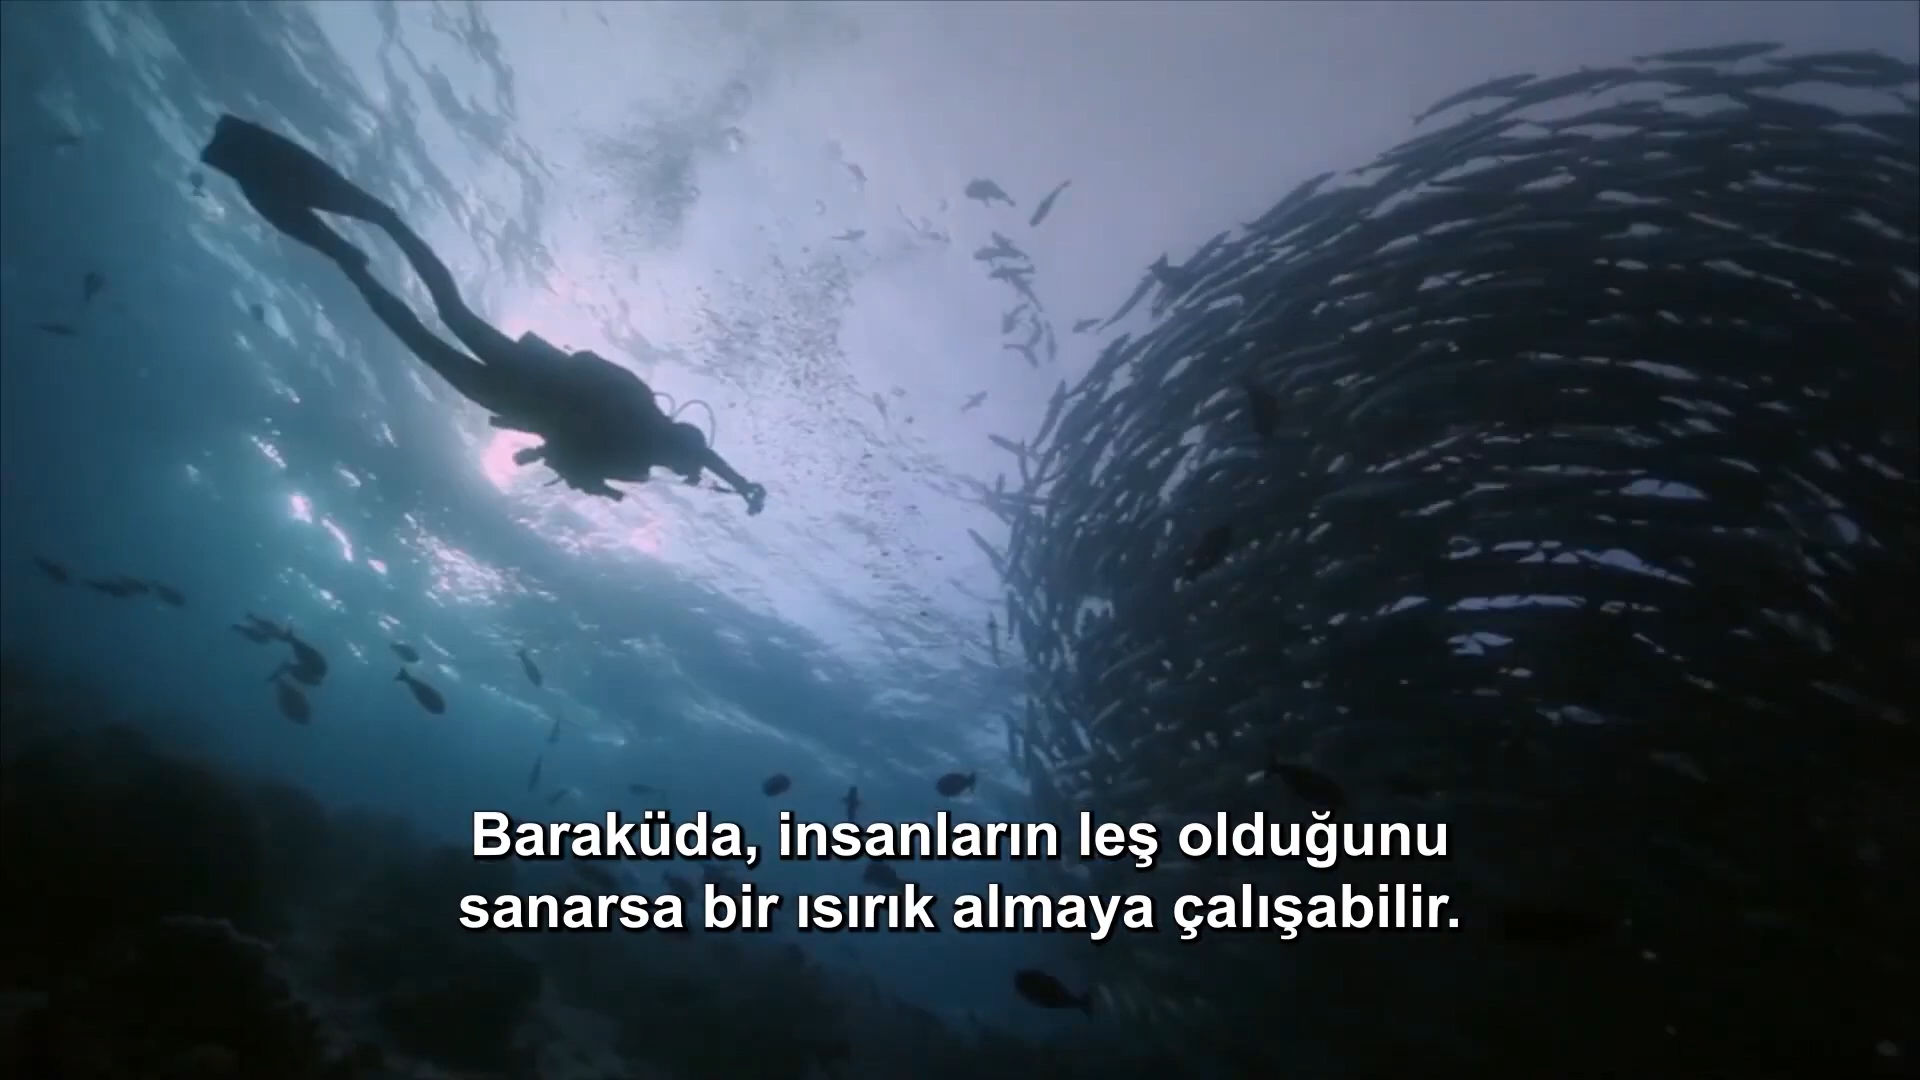 Baraküda, insanların leş olduğunu
sanarsa bir ısırık almaya çalışabilir.